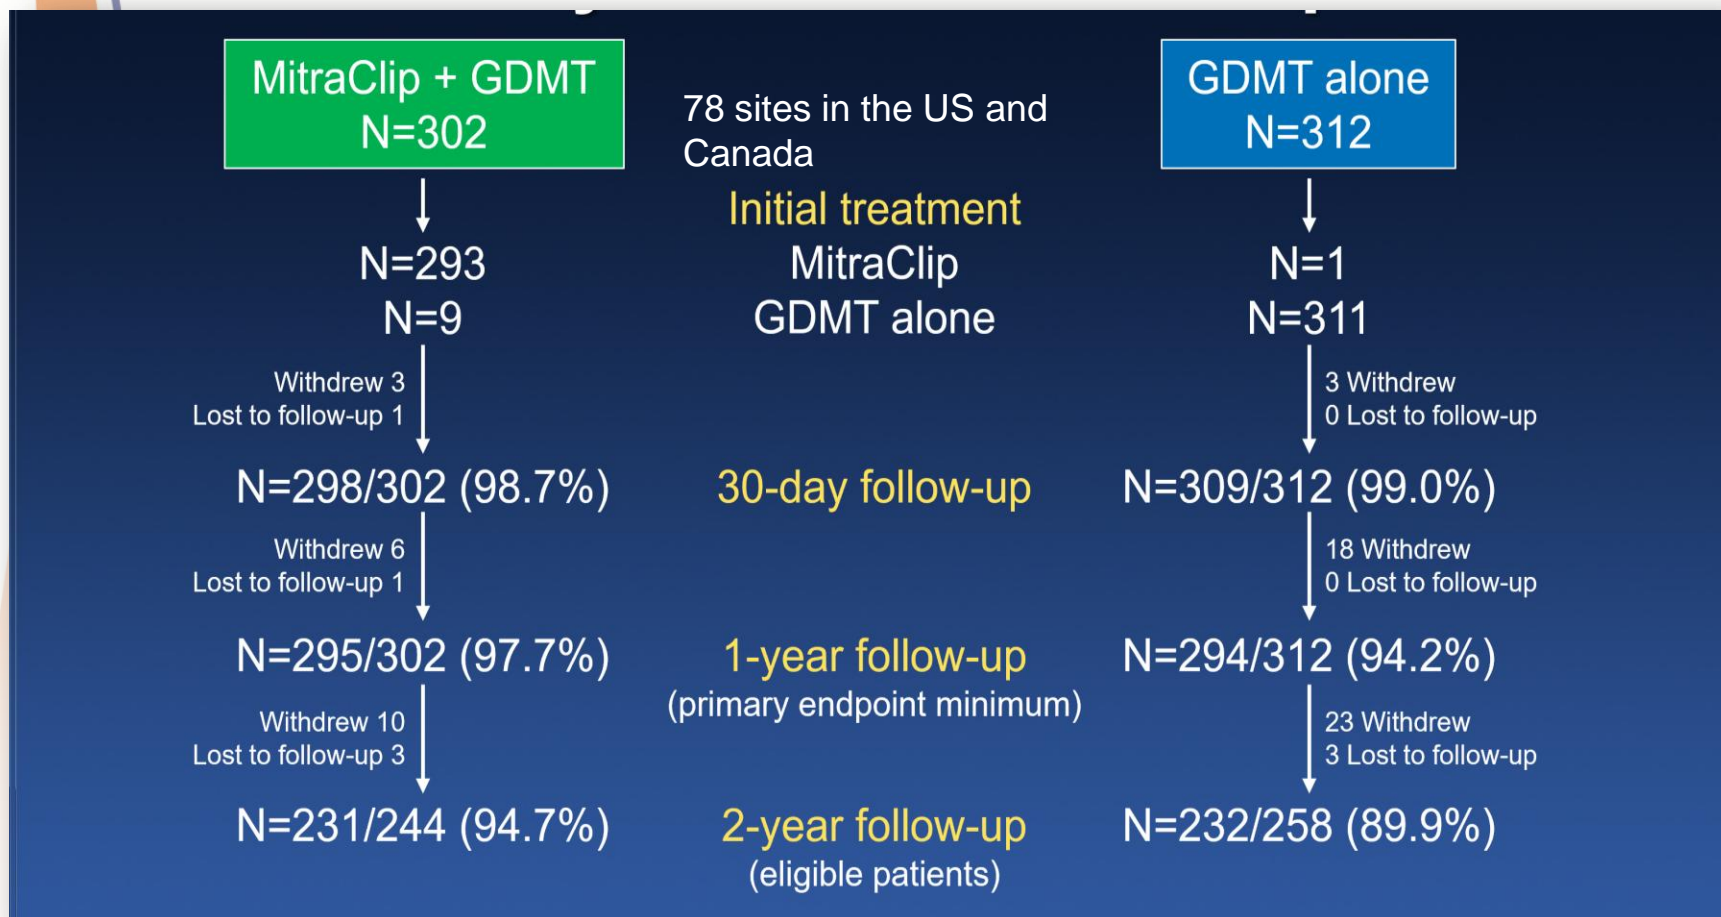 MitraClip + GDMT
N=302
78 sites in the US and
Canada
GDMT alone
N=312
Initial treatment
N=293
MitraClip
N=1
N=9
GDMT alone
N=311
Withdrew 3
Lost to follow-up 1
3 Withdrew
0 Lost to follow-up
N=298/302 (98.7%)
30-day follow-up
N=309/312 (99.0%)
Withdrew 6
Lost to follow-up 1
18 Withdrew
0 Lost to follow-up
N=295/302 (97.7%)
1-year follow-up
(primary endpoint minimum)
N=294/312 (94.2%)
Withdrew 10
Lost to follow-up 3
23 Withdrew
3 Lost to follow-up
N=231/244 (94.7%)
2-year follow-up
(eligible patients)
N=232/258 (89.9%)